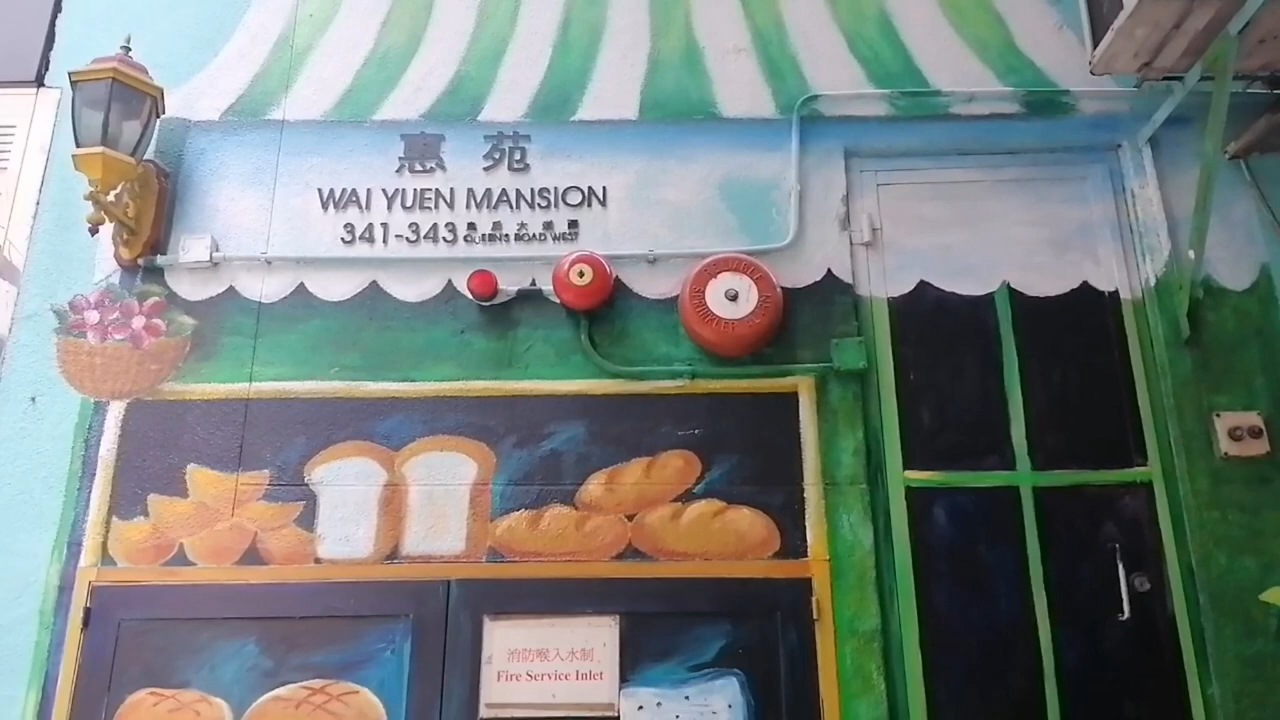 惠苑
WAI YUEN MANSION
341-343 皇后大道西
QUEEN'S ROAD WEST
RELIABLE
SPRINKLER ALARM
消防喉入水制
Fire Service Inlet